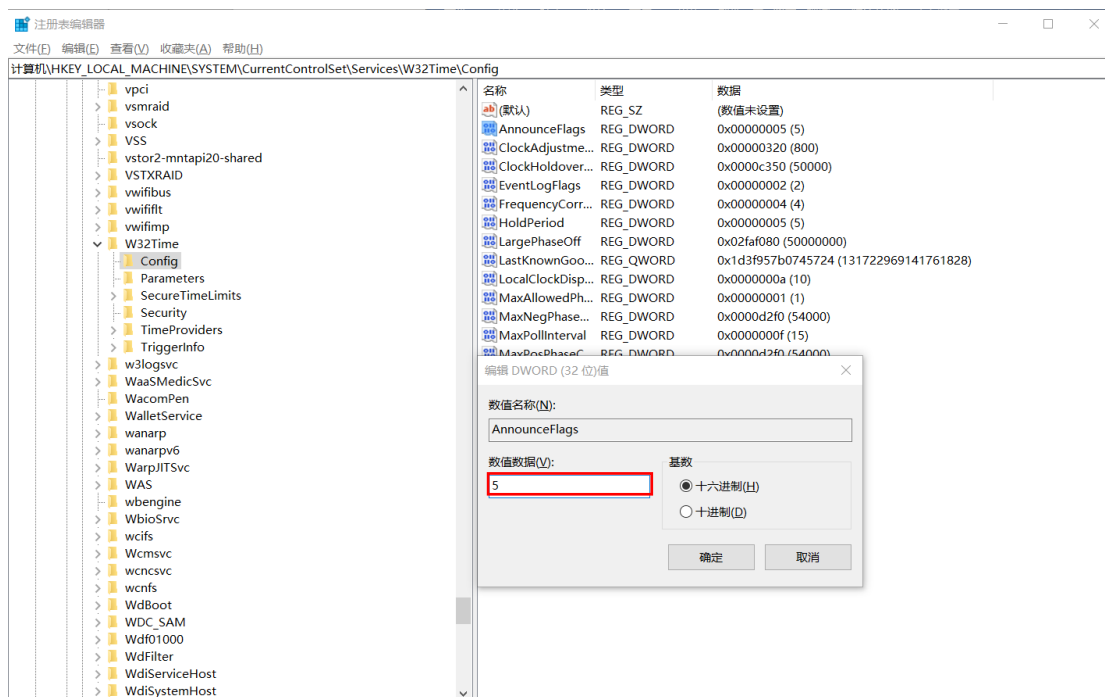 注册表编辑器
文件(F) 编辑(E) 查看(V) 收藏夹(A) 帮助(H)
计算机\HKEY_LOCAL_MACHINE\SYSTEM\CurrentControlSet\Services\W32Time\Config
vpci
vsmraid
vsock
VSS
vstor2-mntapi20-shared
VSTXRAID
vwifibus
vwififlt
vwifimp
W32Time
Config
Parameters
SecureTimeLimits
Security
TimeProviders
TriggerInfo
w3logsvc
WaaSMedicSvc
WacomPen
WalletService
wanarp
wanarpv6
WarpJITSvc
WAS
wbengine
WbioSrvc
wcifs
Wcmsvc
wcncsvc
wcnfs
WdBoot
WDC_SAM
Wdf01000
WdFilter
WdiServiceHost
WdiSystemHost
名称 类型 数据
(默认) REG_SZ (数值未设置)
AnnounceFlags REG_DWORD 0x00000005 (5)
ClockAdjustme... REG_DWORD 0x00000320 (800)
ClockHoldover... REG_DWORD 0x0000c350 (50000)
EventLogFlags REG_DWORD 0x00000002 (2)
FrequencyCorr... REG_DWORD 0x00000004 (4)
HoldPeriod REG_DWORD 0x00000005 (5)
LargePhaseOff REG_DWORD 0x02faf080 (50000000)
LastKnownGoo... REG_QWORD 0x1d3f957b0745724 (131722969141761828)
LocalClockDisp... REG_DWORD 0x0000000a (10)
MaxAllowedPh... REG_DWORD 0x00000001 (1)
MaxNegPhase... REG_DWORD 0x0000d2f0 (54000)
MaxPollInterval REG_DWORD 0x0000000f (15)
MaxPosPhaseC... REG_DWORD 0x0000d2f0 (54000)
编辑 DWORD (32 位)值
数值名称(N):
AnnounceFlags
数值数据(V):
5
基数
十六进制(H)
十进制(D)
确定 取消